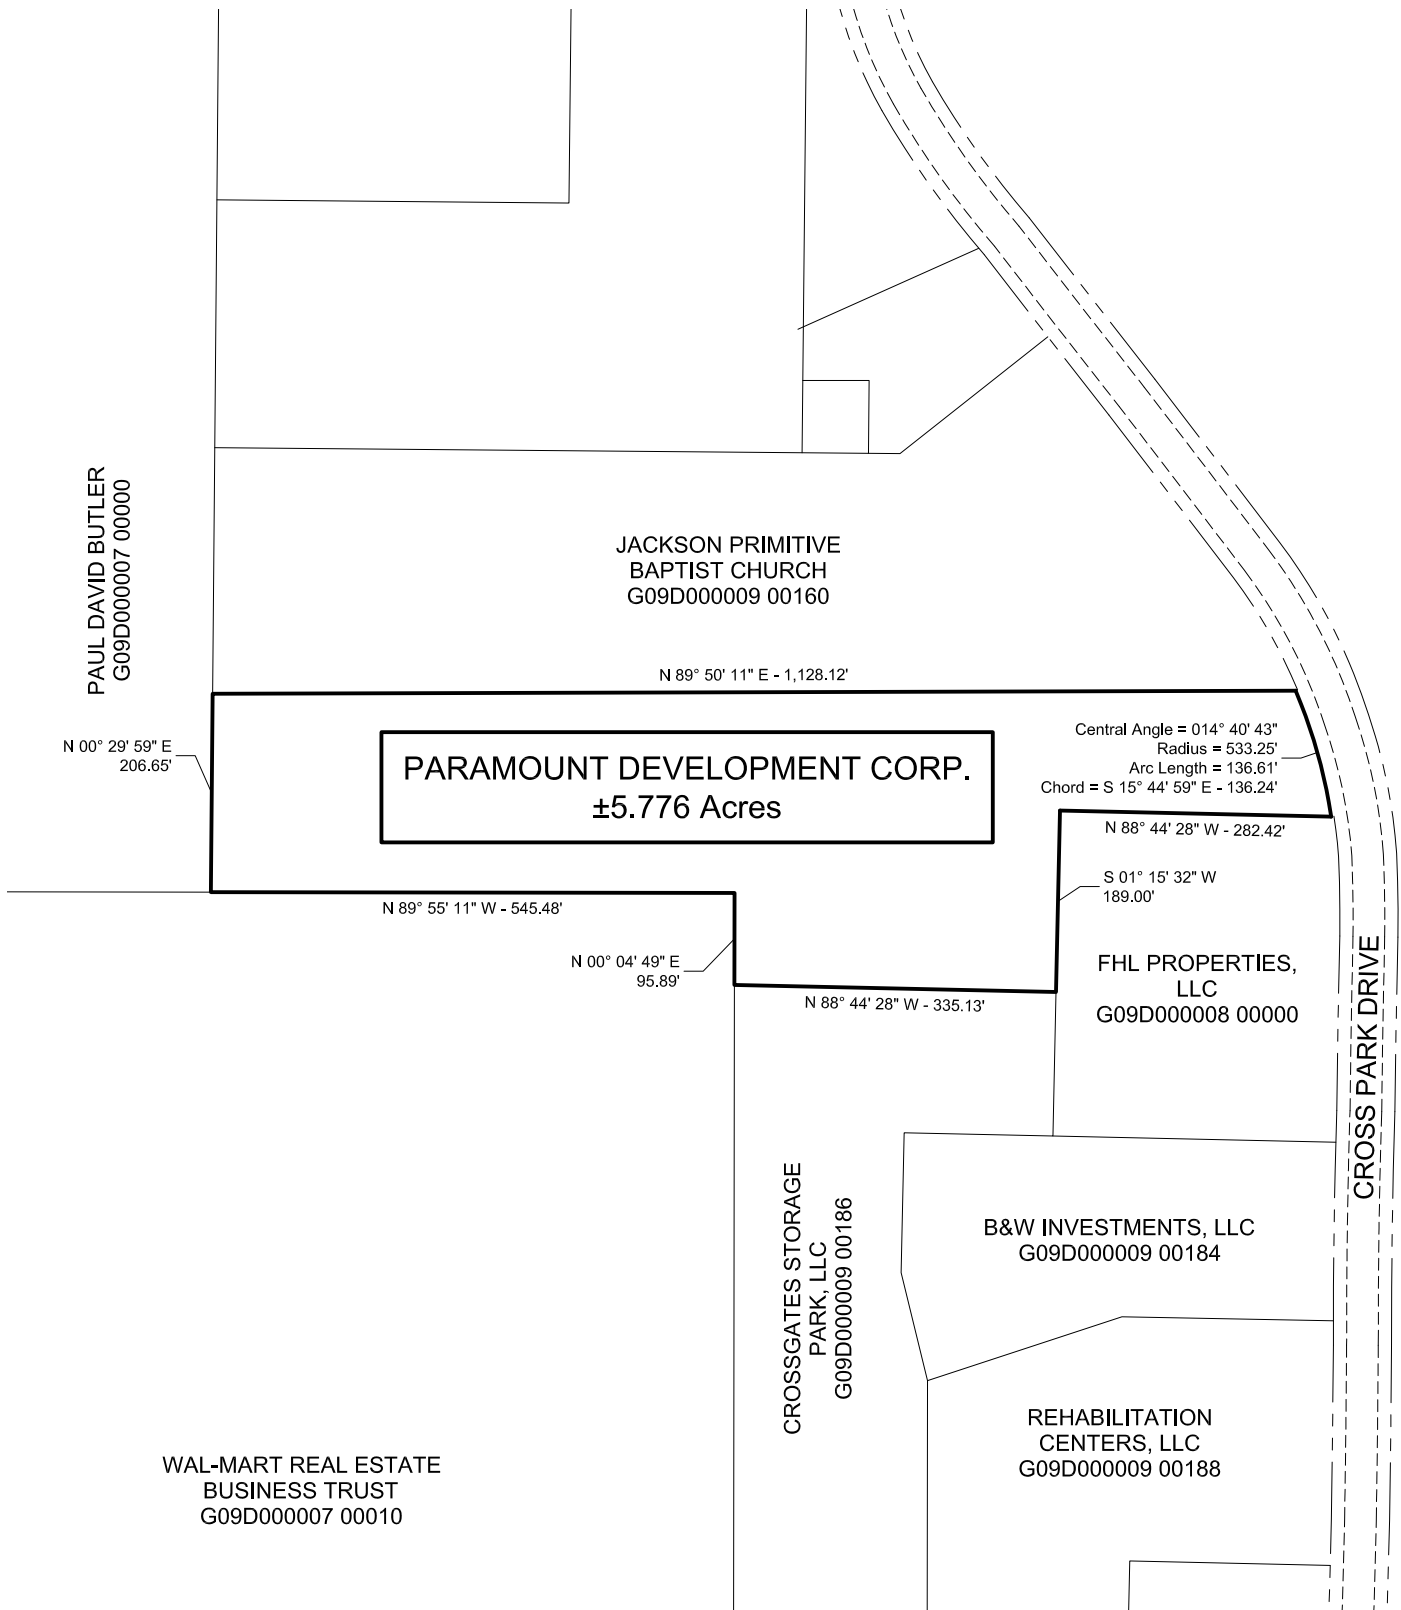 PAUL DAVID BUTLER
G09D000007 00000
JACKSON PRIMITIVE
BAPTIST CHURCH
G09D000009 00160
N 89° 50' 11" E - 1,128.12'
N 00° 29' 59" E
206.65'
PARAMOUNT DEVELOPMENT CORP.
±5.776 Acres
Central Angle = 014° 40' 43"
Radius = 533.25'
Arc Length = 136.61'
Chord = S 15° 44' 59" E - 136.24'
N 88° 44' 28" W - 282.42'
S 01° 15' 32" W
189.00'
N 89° 55' 11" W - 545.48'
N 00° 04' 49" E
95.89'
N 88° 44' 28" W - 335.13'
FHL PROPERTIES,
LLC
G09D000008 00000
CROSS PARK DRIVE
CROSSGATES STORAGE
PARK, LLC
G09D000009 00186
B&W INVESTMENTS, LLC
G09D000009 00184
REHABILITATION
CENTERS, LLC
G09D000009 00188
WAL-MART REAL ESTATE
BUSINESS TRUST
G09D000007 00010